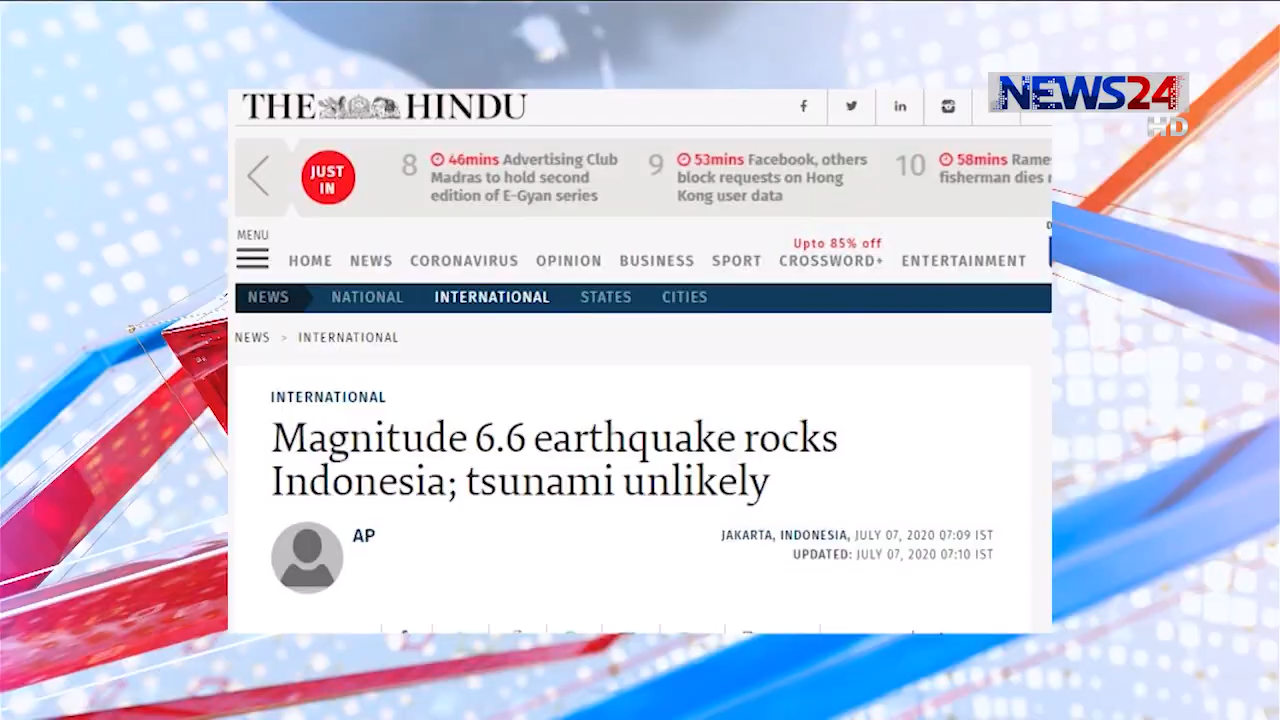 THE HINDU
NEWS24
HD
JUST
IN
8
46mins Advertising Club
Madras to hold second
edition of E-Gyan series
9
53mins Facebook, others
block requests on Hong
Kong user data
10
58mins Rame
fisherman dies
MENU
Upto 85% off
HOME NEWS CORONAVIRUS OPINION BUSINESS SPORT CROSSWORD+ ENTERTAINMENT
NEWS NATIONAL INTERNATIONAL STATES CITIES
NEWS > INTERNATIONAL
INTERNATIONAL
Magnitude 6.6 earthquake rocks
Indonesia; tsunami unlikely
AP
JAKARTA, INDONESIA, JULY 07, 2020 07:09 IST
UPDATED: JULY 07, 2020 07:10 IST